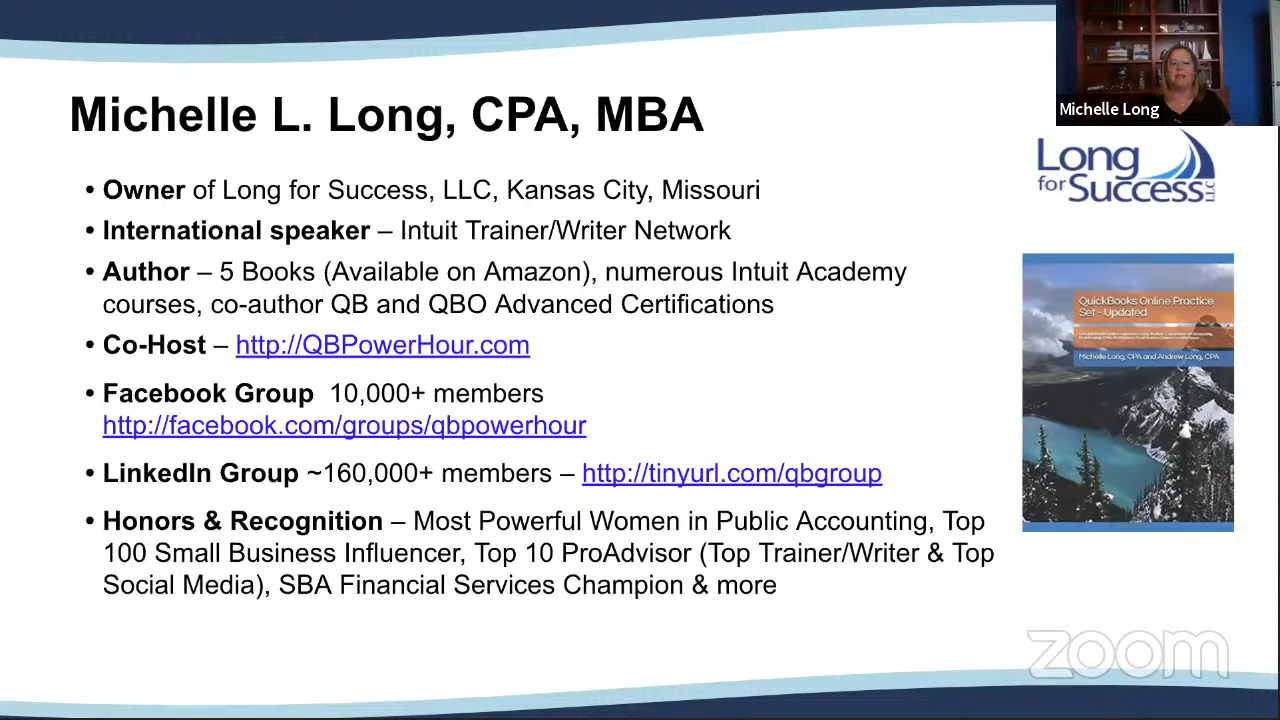 Michelle L. Long, CPA, MBA
• Owner of Long for Success, LLC, Kansas City, Missouri
• International speaker – Intuit Trainer/Writer Network
• Author – 5 Books (Available on Amazon), numerous Intuit Academy
courses, co-author QB and QBO Advanced Certifications
• Co-Host – http://QBPowerHour.com
• Facebook Group 10,000+ members
http://facebook.com/groups/qbpowerhour
• LinkedIn Group ~160,000+ members – http://tinyurl.com/qbgroup
• Honors & Recognition – Most Powerful Women in Public Accounting, Top
100 Small Business Influencer, Top 10 ProAdvisor (Top Trainer/Writer & Top
Social Media), SBA Financial Services Champion & more
Michelle Long
Long
for Success LLC
QuickBooks Online Practice
Set - Updated
Michelle Long, CPA and Andrew Long, CPA
zoom